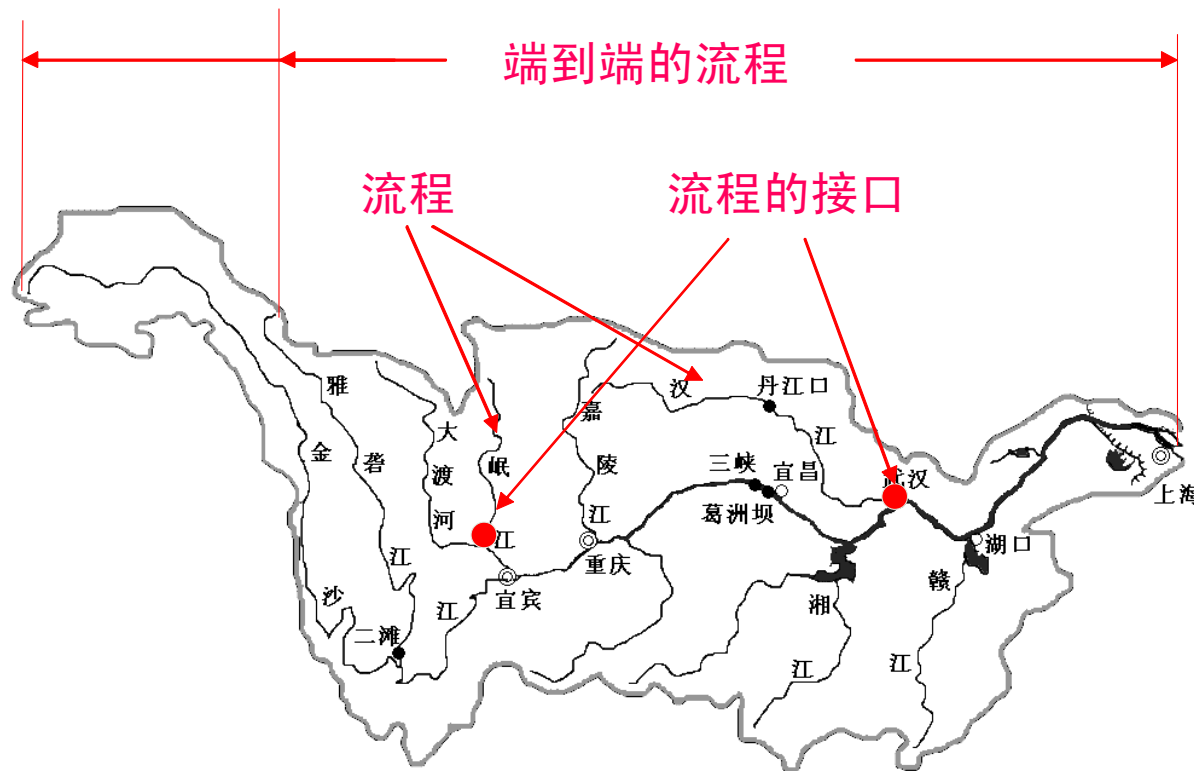 端到端的流程
流程
流程的接口
雅
砻
江
金
沙
江
大
渡
河
岷
江
嘉
陵
江
汉
江
丹江口
三峡
宜昌
葛洲坝
武汉
上海
湖口
重庆
宜宾
二滩
湘
江
赣
江